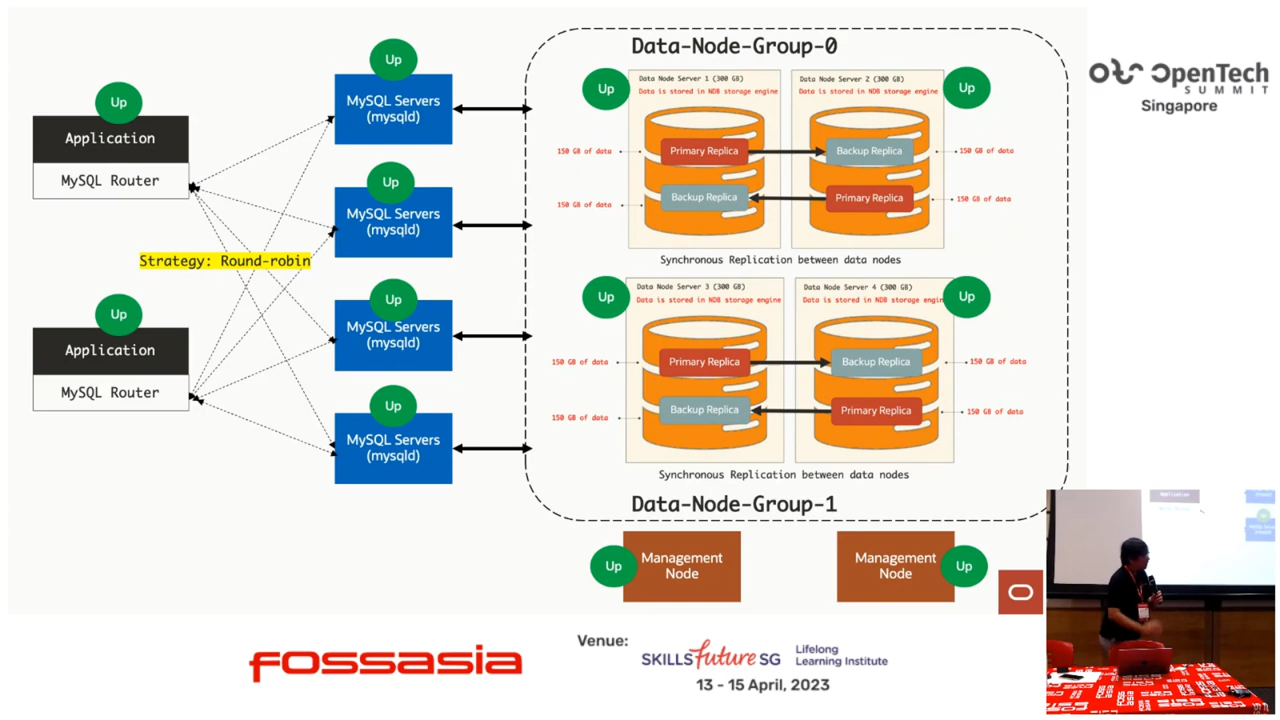 Data-Node-Group-0
Up
Application
MySQL Router
Strategy: Round-robin
Up
Application
MySQL Router
Up
MySQL Servers
(mysqld)
Up
MySQL Servers
(mysqld)
Up
MySQL Servers
(mysqld)
Up
MySQL Servers
(mysqld)
Up
Data Node Server 1 (300 GB)
Data is stored in NDB storage engine
150 GB of data
Primary Replica
150 GB of data
Backup Replica
Up
Data Node Server 2 (300 GB)
Data is stored in NDB storage engine
Backup Replica
150 GB of data
Primary Replica
150 GB of data
Synchronous Replication between data nodes
Up
Data Node Server 3 (300 GB)
Data is stored in NDB storage engine
150 GB of data
Primary Replica
150 GB of data
Backup Replica
Up
Data Node Server 4 (300 GB)
Data is stored in NDB storage engin
Backup Replica
150 GB of data
Primary Replica
150 GB of data
Synchronous Replication between data nodes
Data-Node-Group-1
Up
Management
Node
Management
Node
Up
OpenTech
SUMMIT
Singapore
FOSSASIA
Venue:
SKILLS future SG
Lifelong
Learning Institute
13 - 15 April, 2023